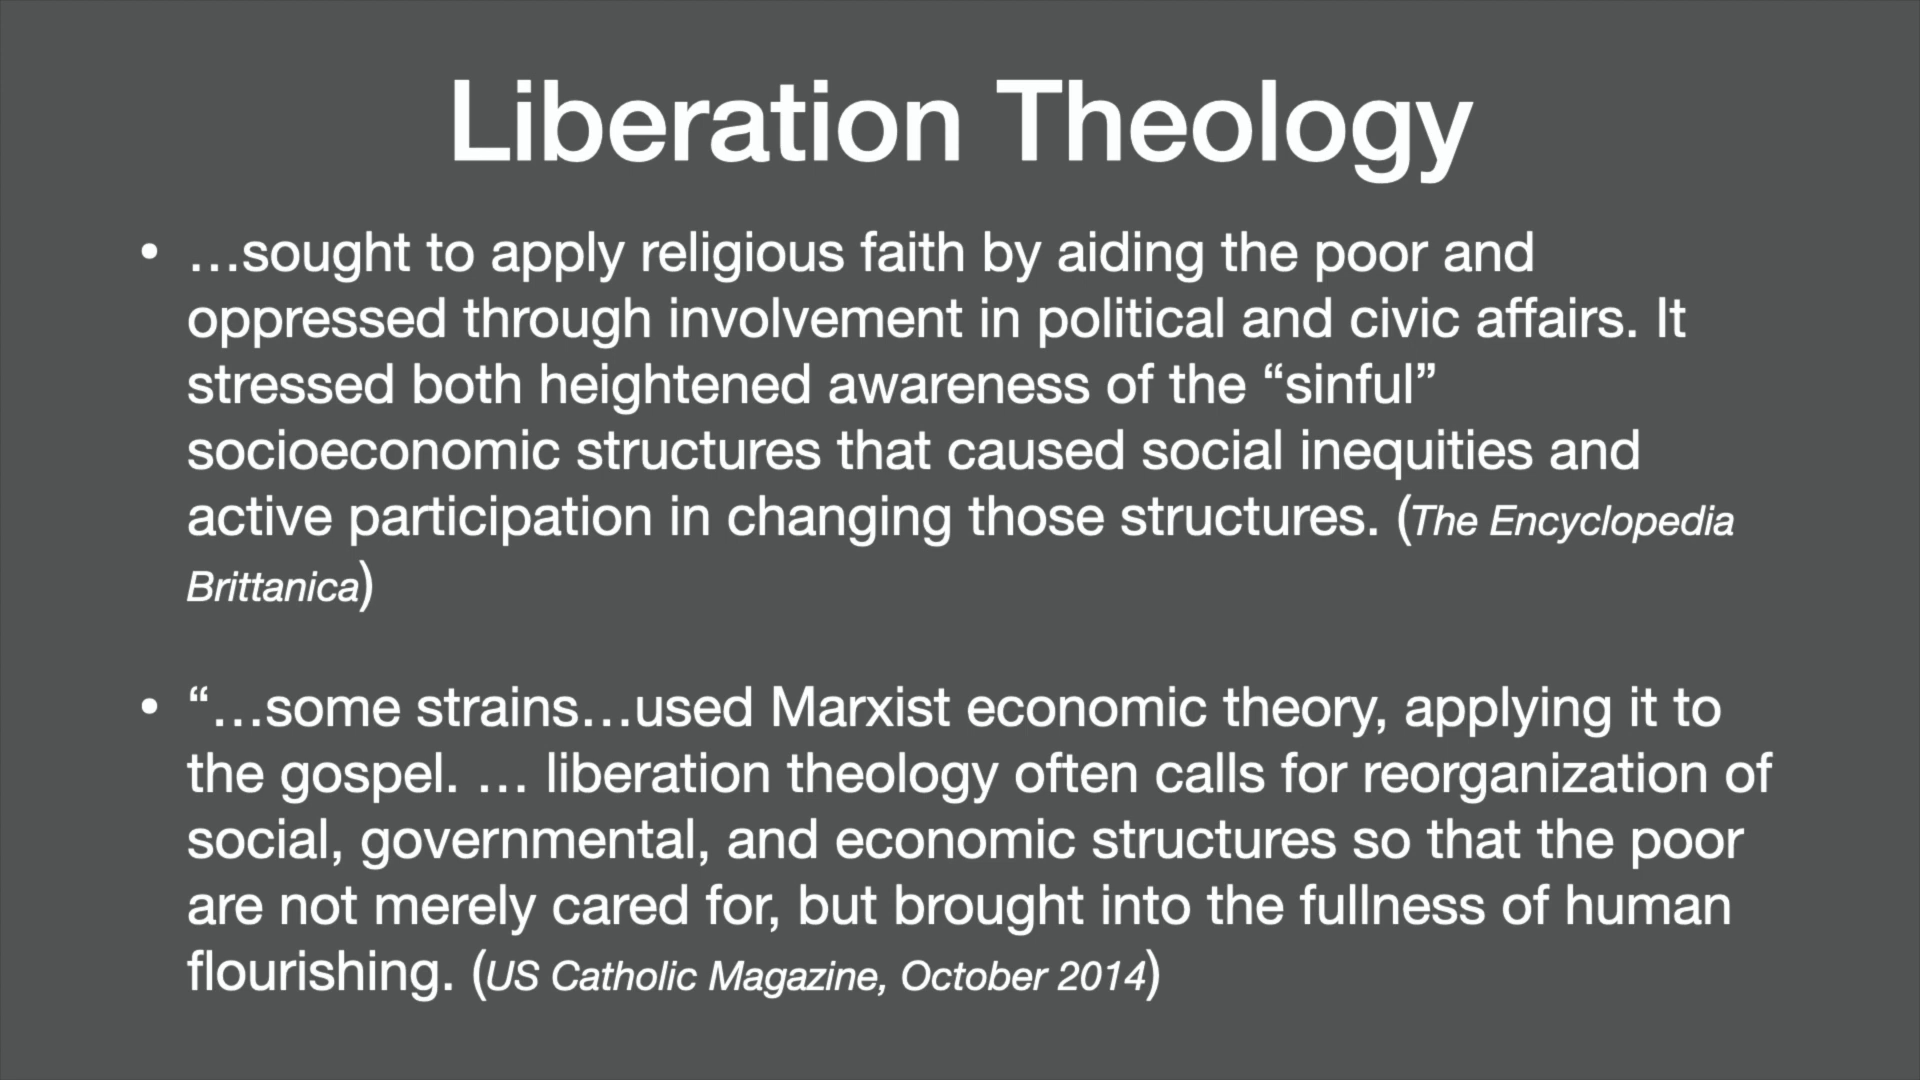 Liberation Theology
• …sought to apply religious faith by aiding the poor and
oppressed through involvement in political and civic affairs. It
stressed both heightened awareness of the “sinful”
socioeconomic structures that caused social inequities and
active participation in changing those structures. (The Encyclopedia
Brittanica)
• “…some strains…used Marxist economic theory, applying it to
the gospel. … liberation theology often calls for reorganization of
social, governmental, and economic structures so that the poor
are not merely cared for, but brought into the fullness of human
flourishing. (US Catholic Magazine, October 2014)